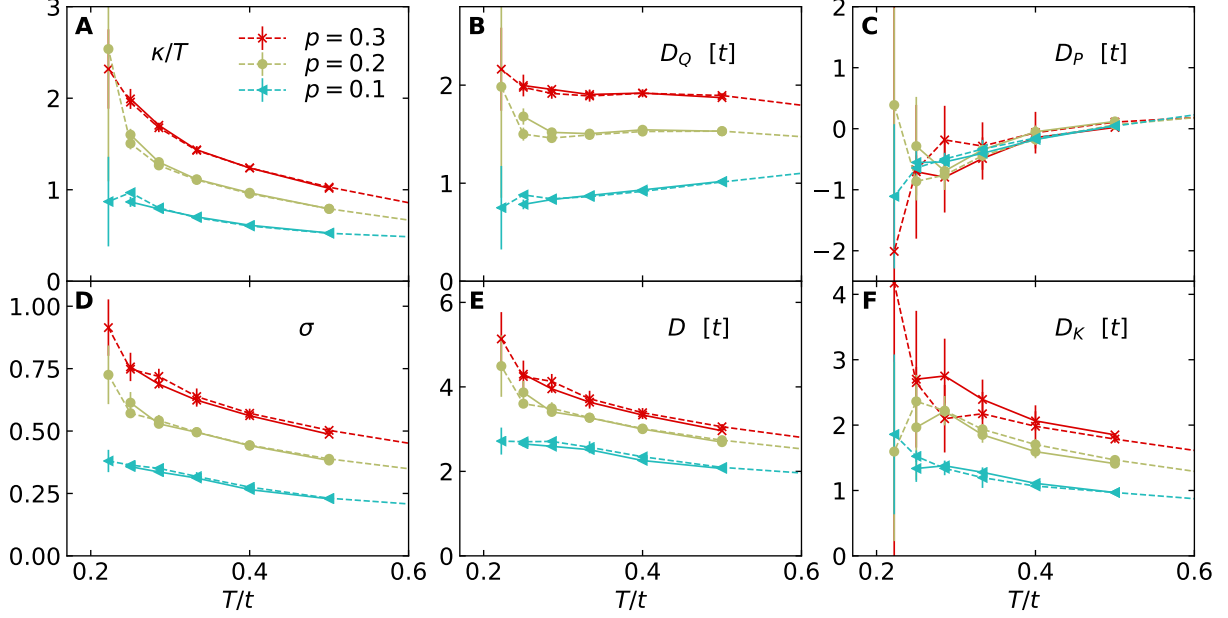 A
κ/T
p = 0.3
p = 0.2
p = 0.1
3
2
1
0
B
D_Q [t]
2
1
0
C
D_P
2
1
0
−1
−2
D
σ
1.00
0.75
0.50
0.25
0.00
0.2 0.4 0.6
T/t
E
D [t]
6
4
2
0
0.2 0.4 0.6
T/t
F
D_K [t]
4
3
2
1
0
0.2 0.4 0.6
T/t